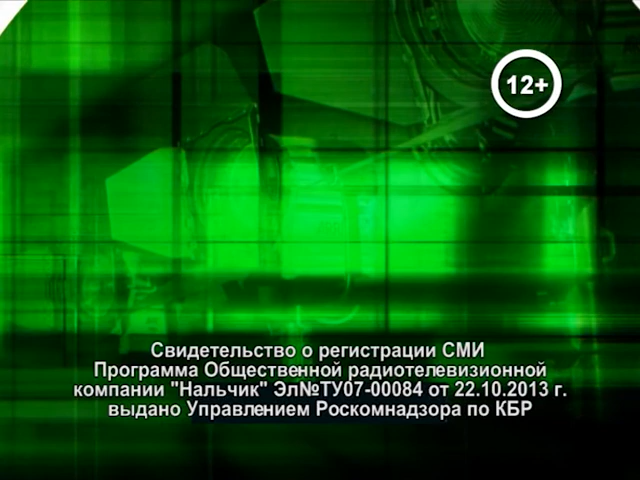 12+
Свидетельство о регистрации СМИ
Программа Общественной радиотелевизионной
компании "Нальчик" Эл№ТУ07-00084 от 22.10.2013 г.
выдано Управлением Роскомнадзора по КБР